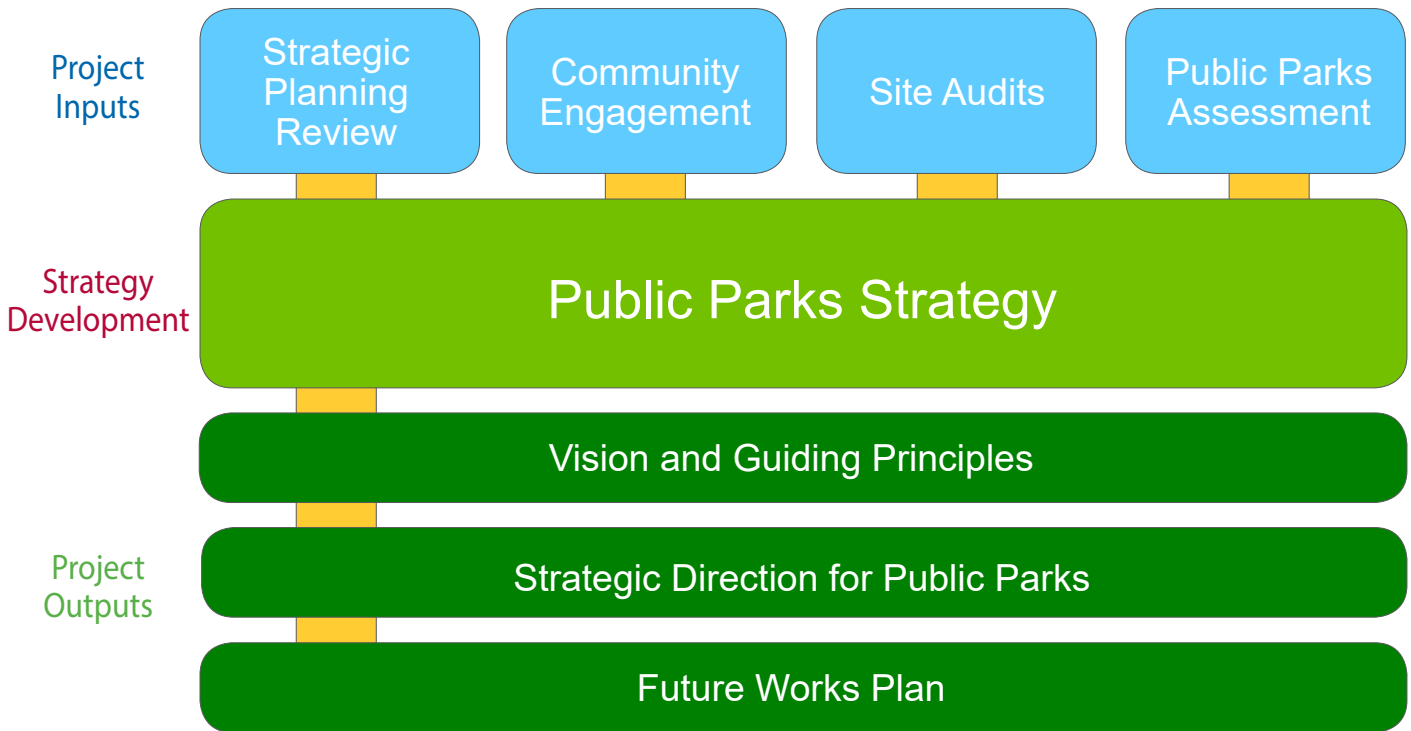 Project
Inputs
Strategic
Planning
Review
Community
Engagement
Site Audits
Public Parks
Assessment
Strategy
Development
Public Parks Strategy
Vision and Guiding Principles
Project
Outputs
Strategic Direction for Public Parks
Future Works Plan